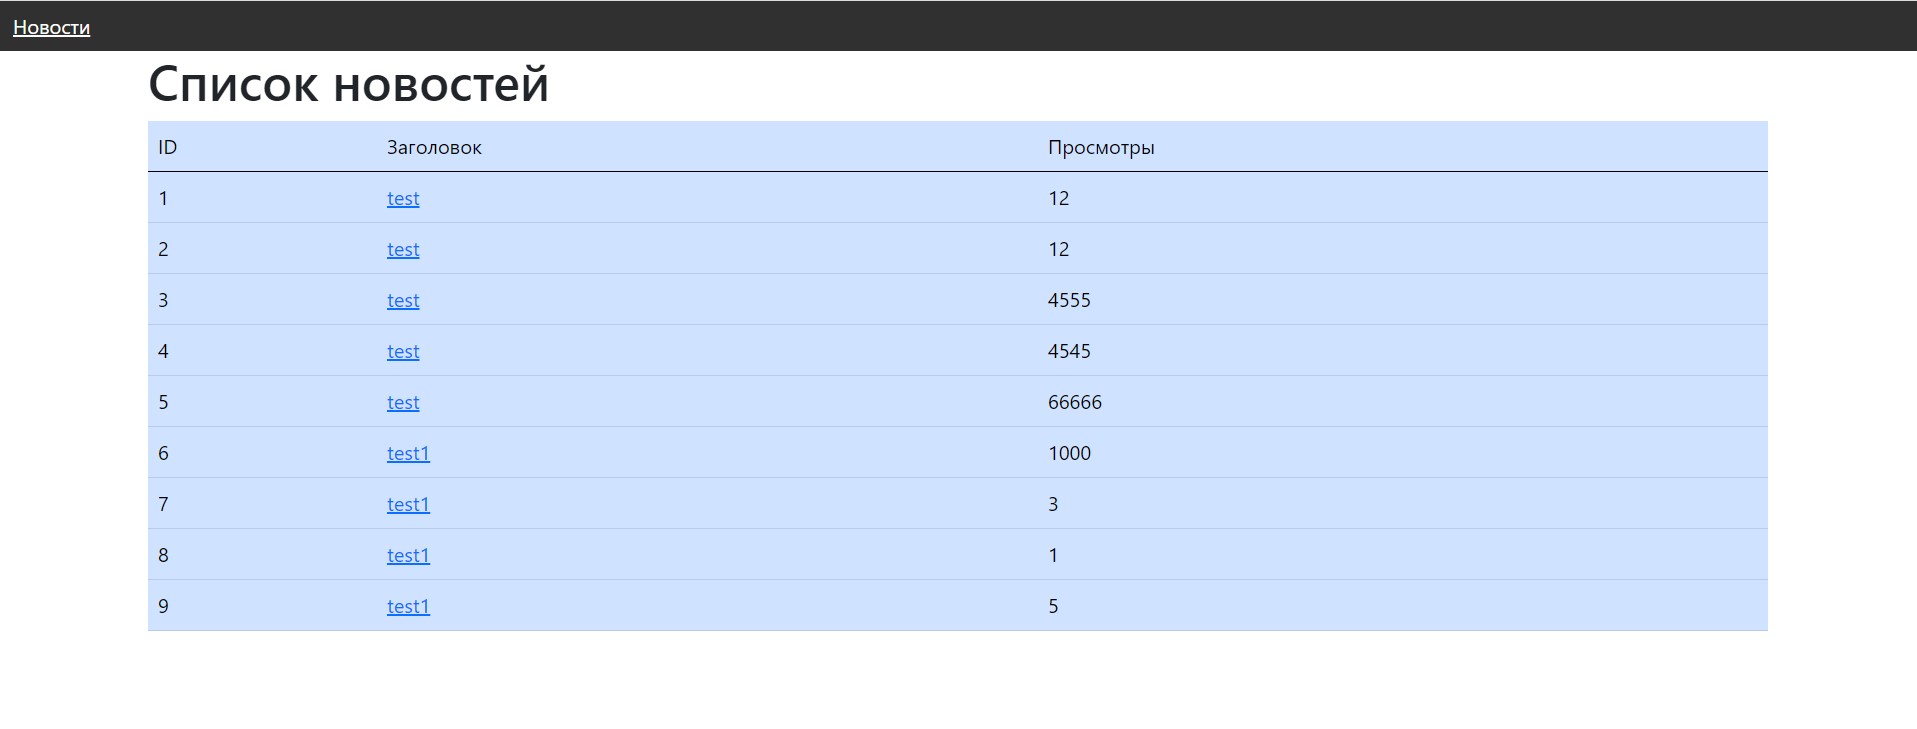 Новости
Список новостей
ID Заголовок Просмотры
1 test 12
2 test 12
3 test 4555
4 test 4545
5 test 66666
6 test1 1000
7 test1 3
8 test1 1
9 test1 5